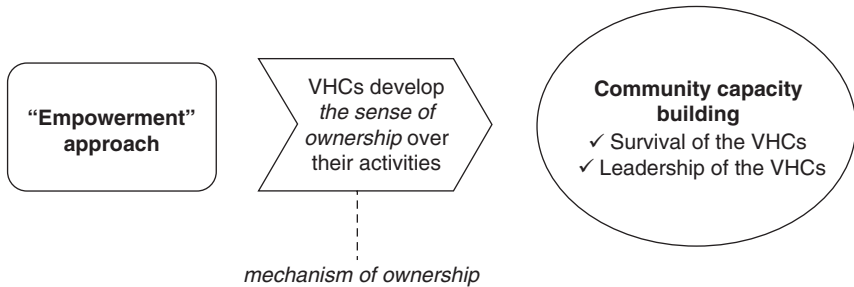 “Empowerment”
approach
VHCs develop
the sense of
ownership over
their activities
mechanism of ownership
Community capacity
building
✓ Survival of the VHCs
✓ Leadership of the VHCs